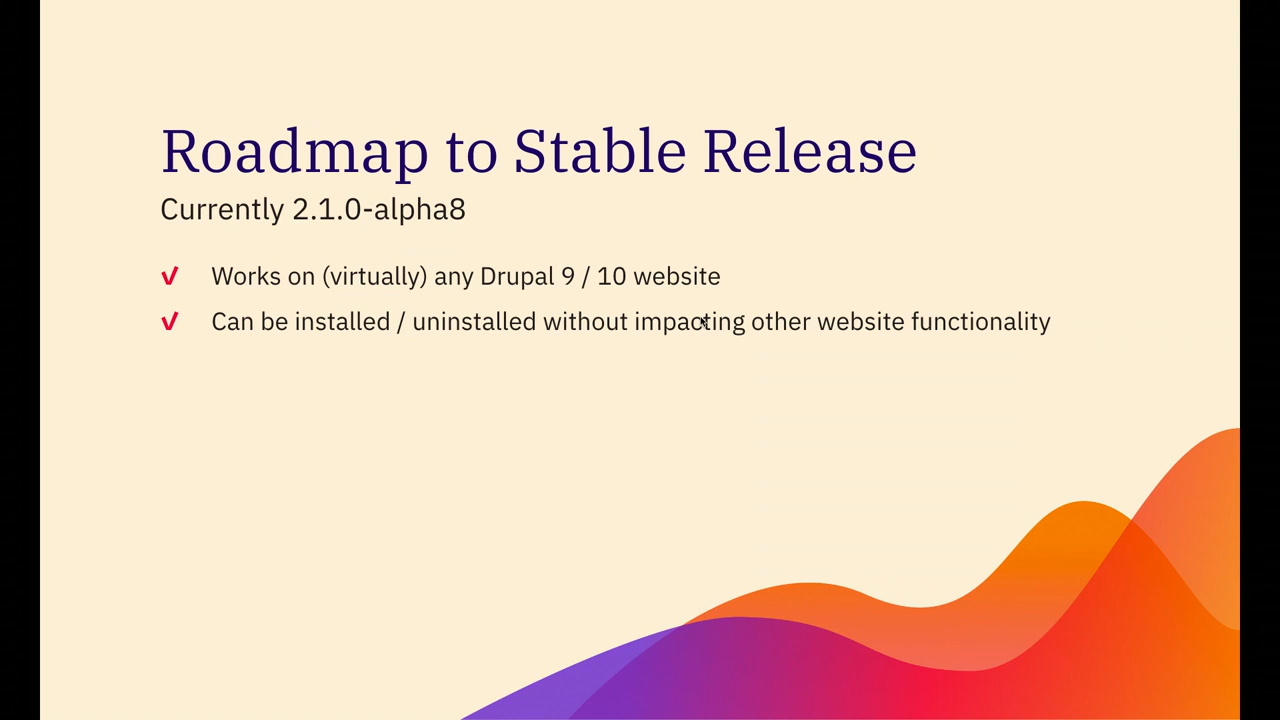 Roadmap to Stable Release
Currently 2.1.0-alpha8
Works on (virtually) any Drupal 9 / 10 website
Can be installed / uninstalled without impacting other website functionality